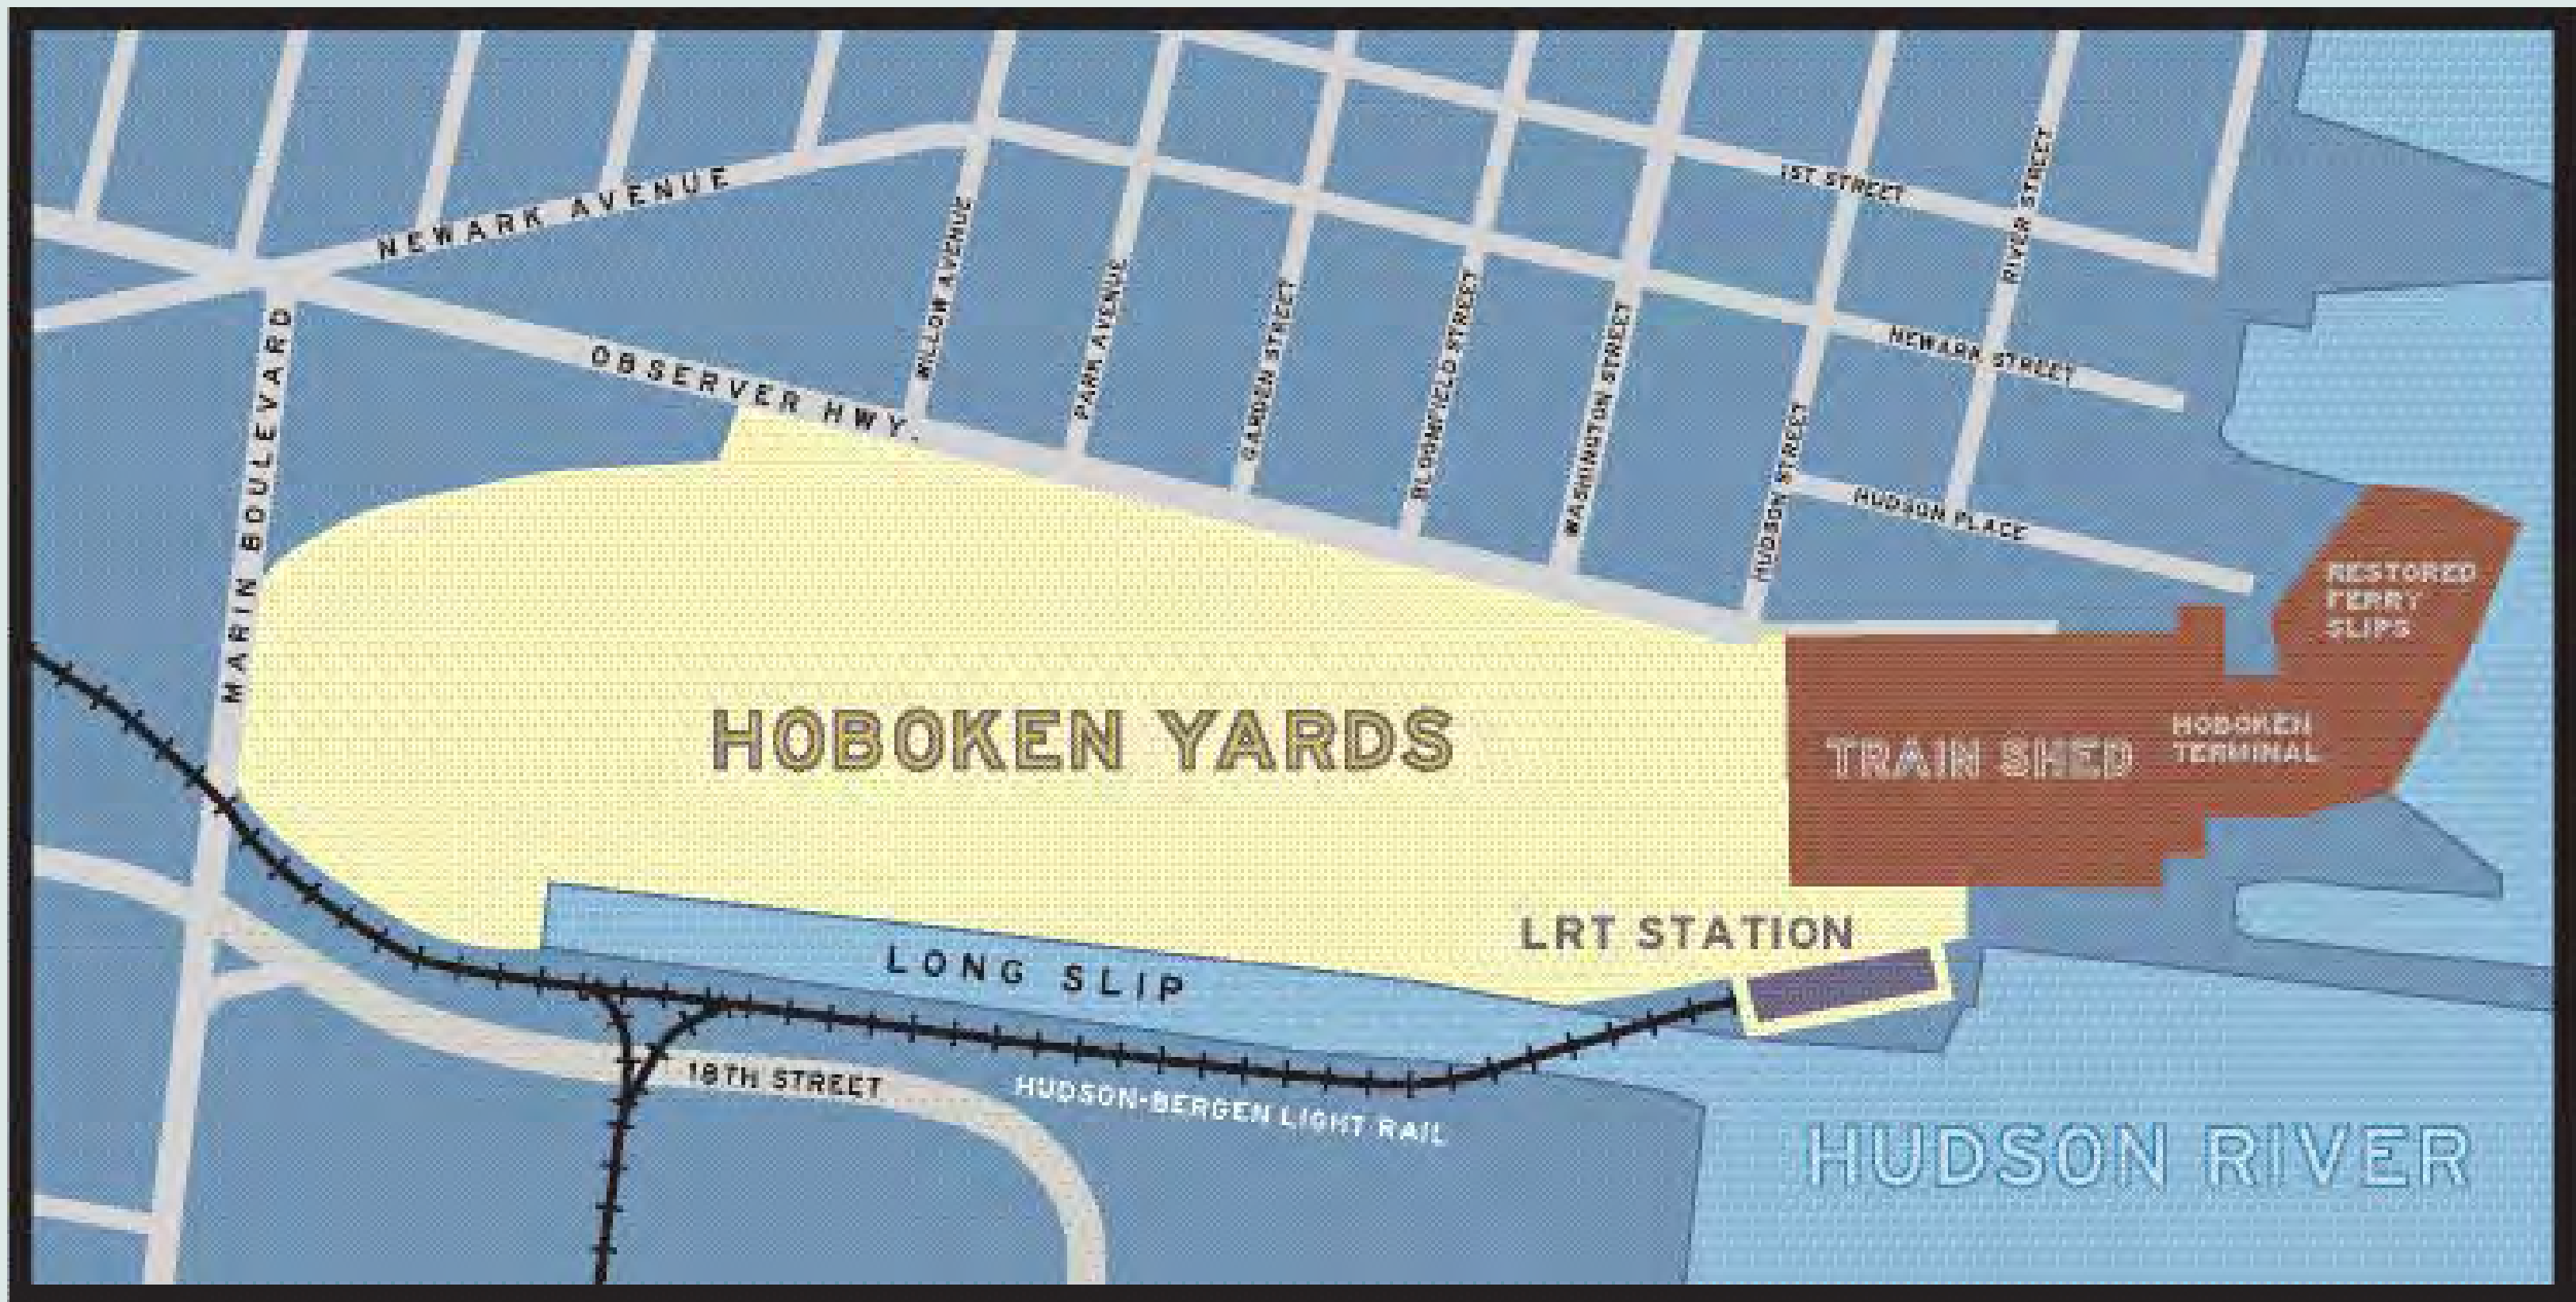 1ST STREET
RIVER STREET
NEWARK AVENUE
WILLOW AVENUE
PARK AVENUE
GARDEN STREET
BLOOMFIELD STREET
WASHINGTON STREET
HUDSON STREET
NEWARK STREET
OBSERVER HWY.
MARIN BOULEVARD
HUDSON PLACE
RESTORED
FERRY
SLIPS
HOBOKEN YARDS
TRAIN SHED
HOBOKEN
TERMINAL
LRT STATION
LONG SLIP
18TH STREET
HUDSON-BERGEN LIGHT RAIL
HUDSON RIVER